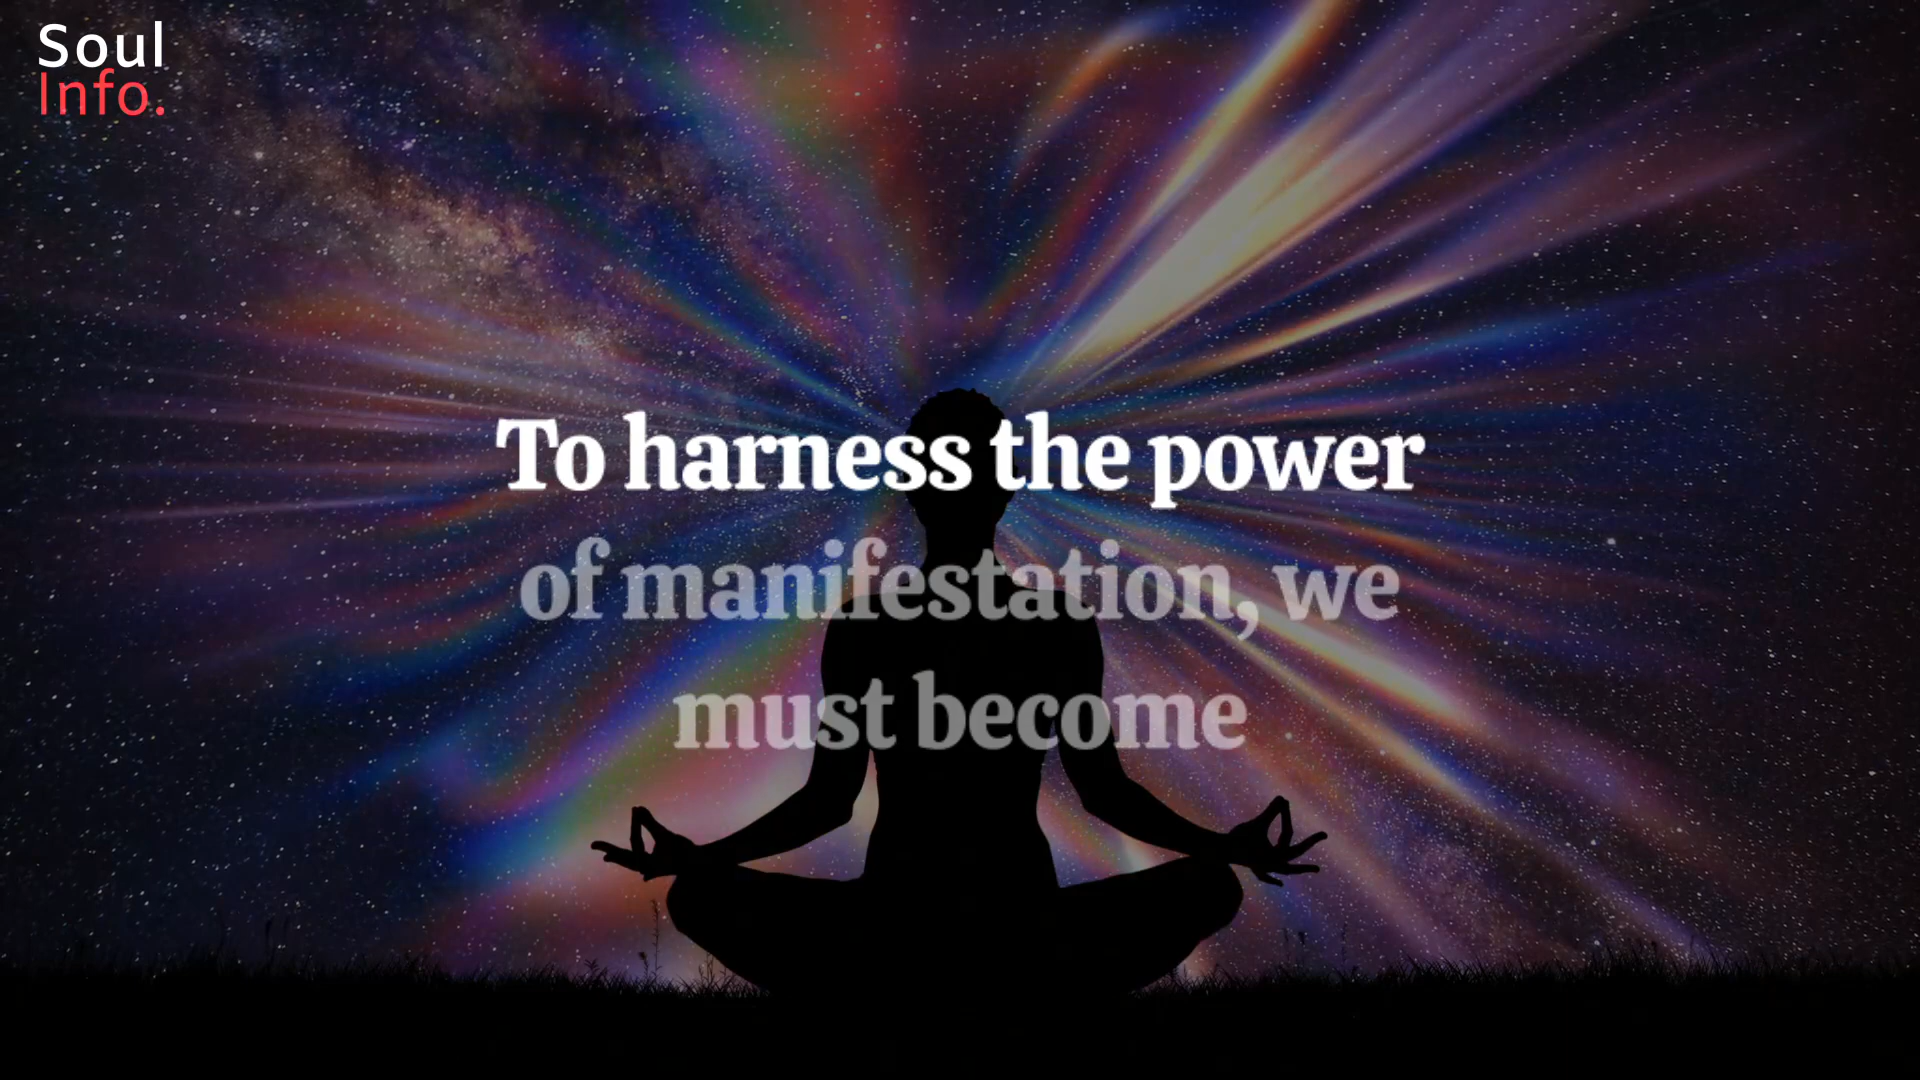 Soul
Info.
To harness the power
of manifestation, we
must become